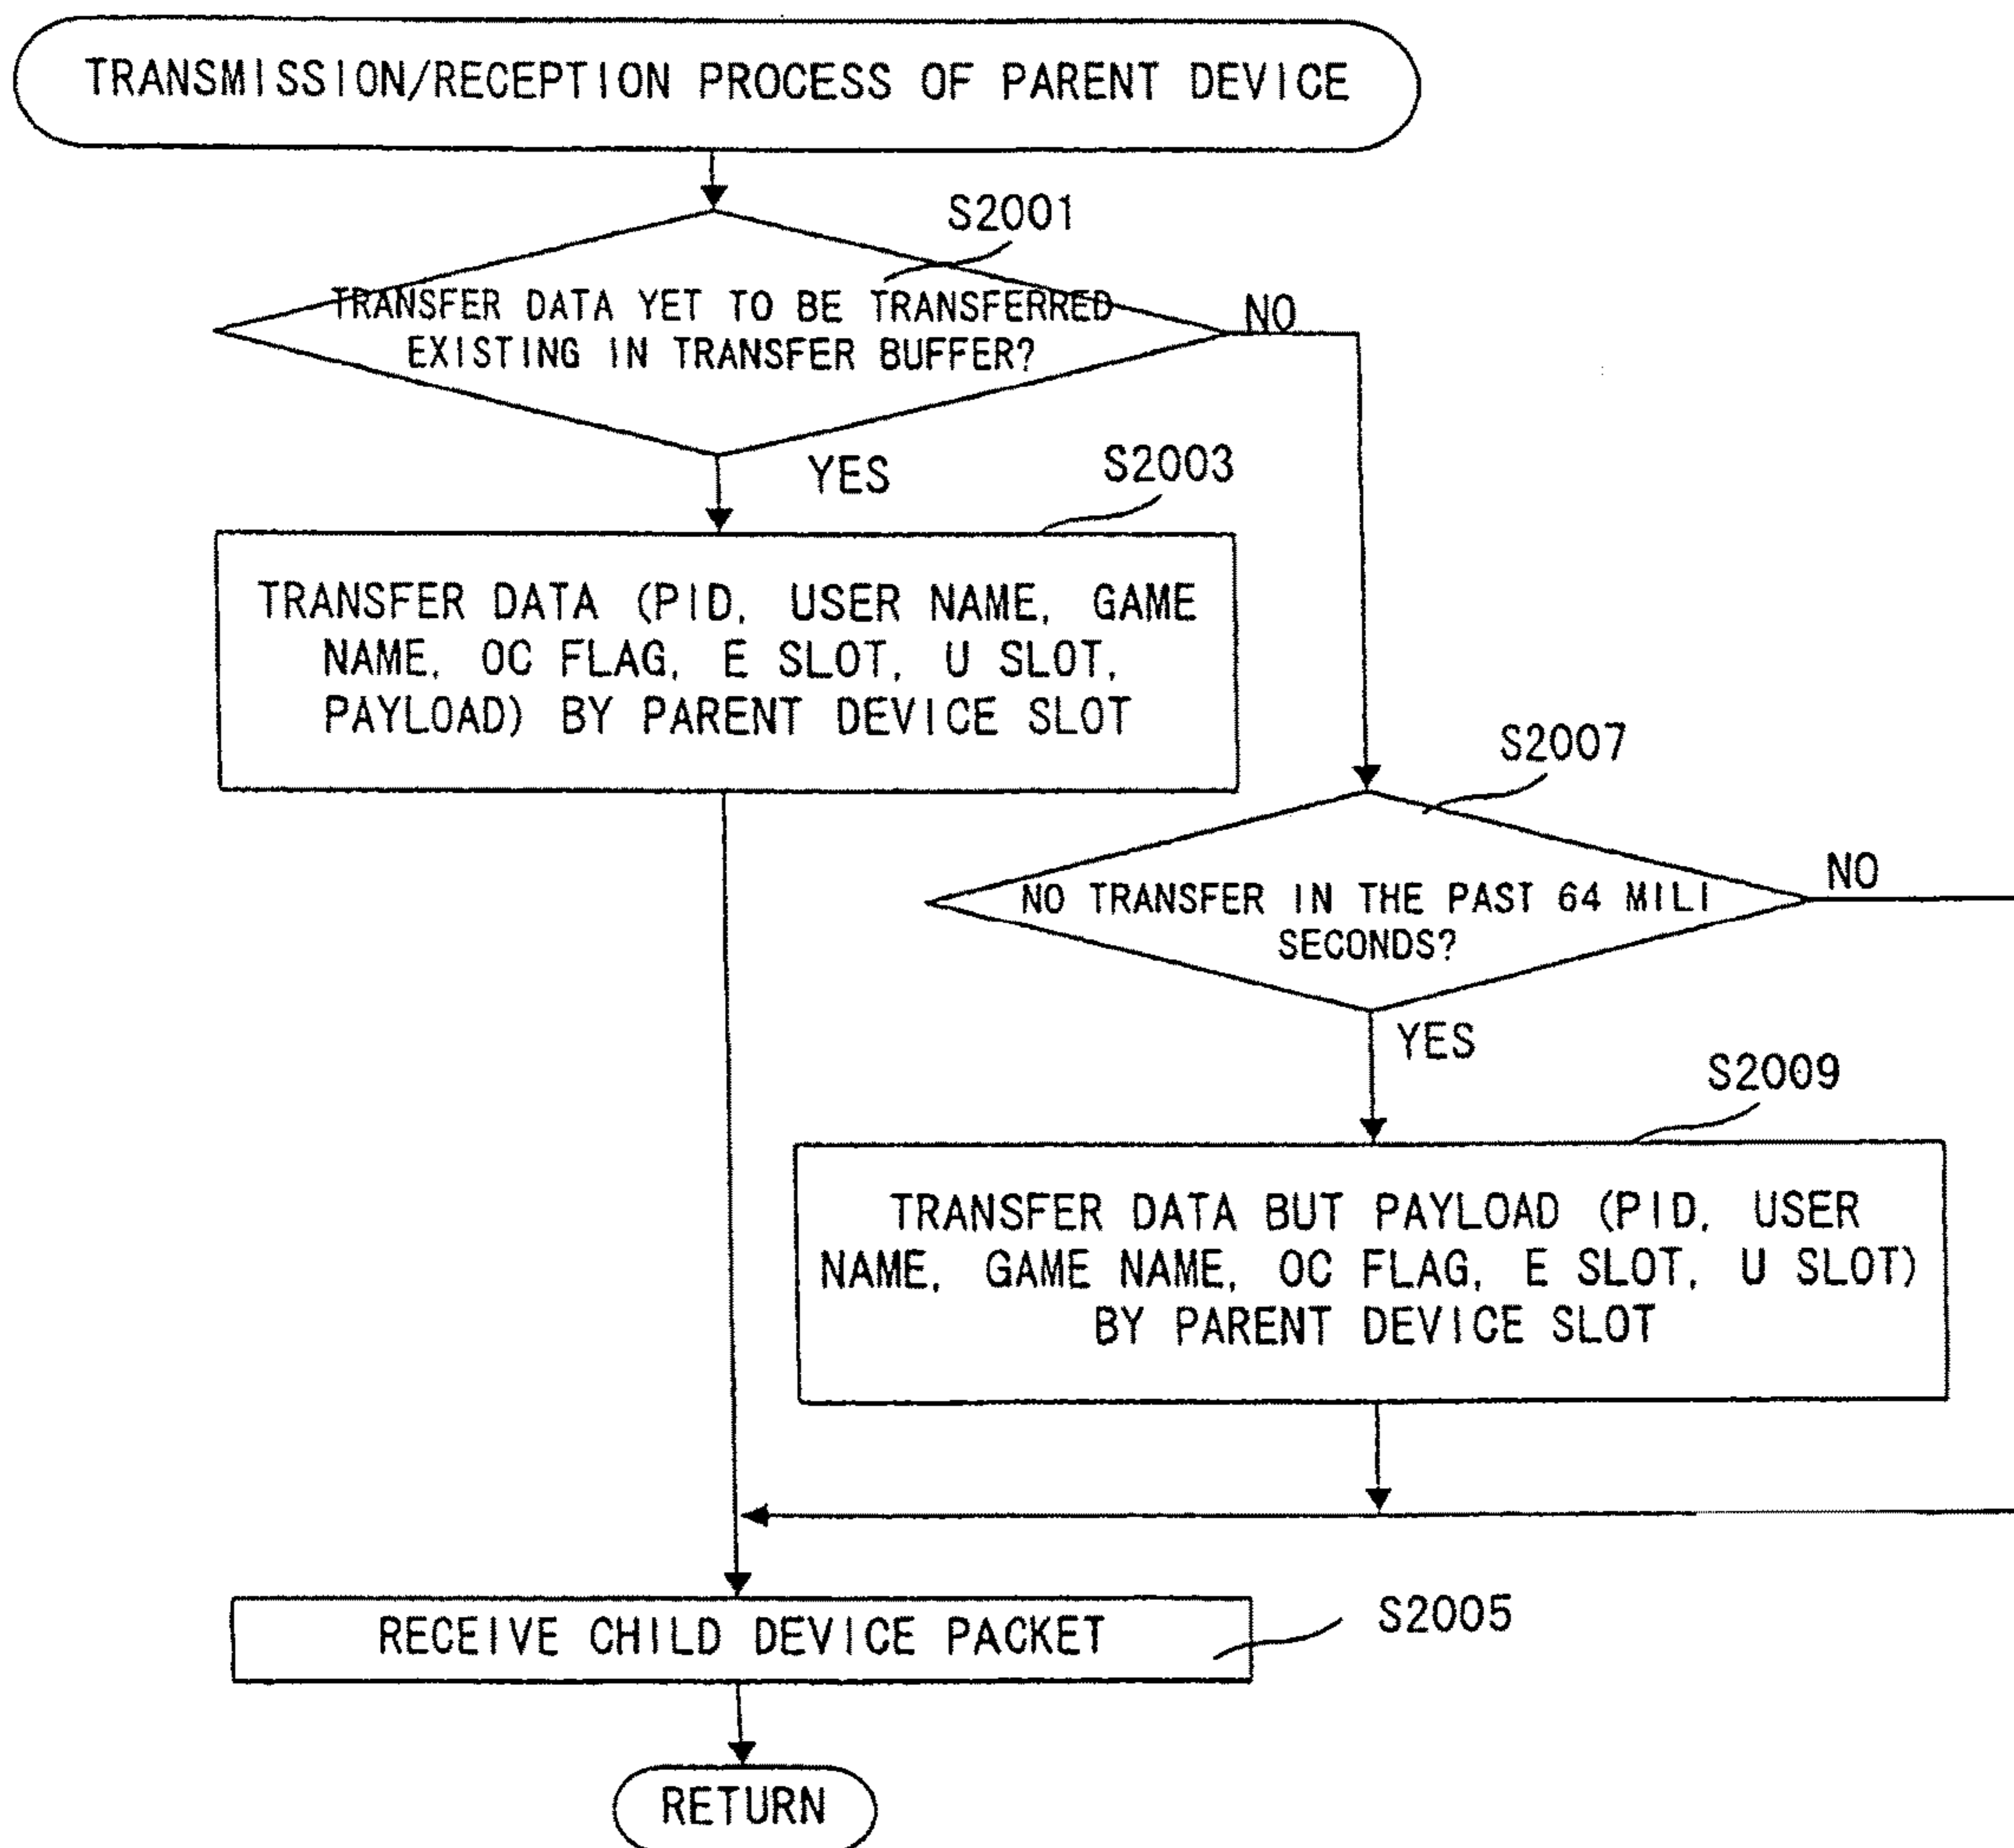 TRANSMISSION/RECEPTION PROCESS OF PARENT DEVICE
S2001
TRANSFER DATA YET TO BE TRANSFERRED
EXISTING IN TRANSFER BUFFER?
NO
YES
S2003
TRANSFER DATA (PID, USER NAME, GAME
NAME, OC FLAG, E SLOT, U SLOT,
PAYLOAD) BY PARENT DEVICE SLOT
S2007
NO TRANSFER IN THE PAST 64 MILI
SECONDS?
NO
YES
S2009
TRANSFER DATA BUT PAYLOAD (PID, USER
NAME, GAME NAME, OC FLAG, E SLOT, U SLOT)
BY PARENT DEVICE SLOT
RECEIVE CHILD DEVICE PACKET
S2005
RETURN